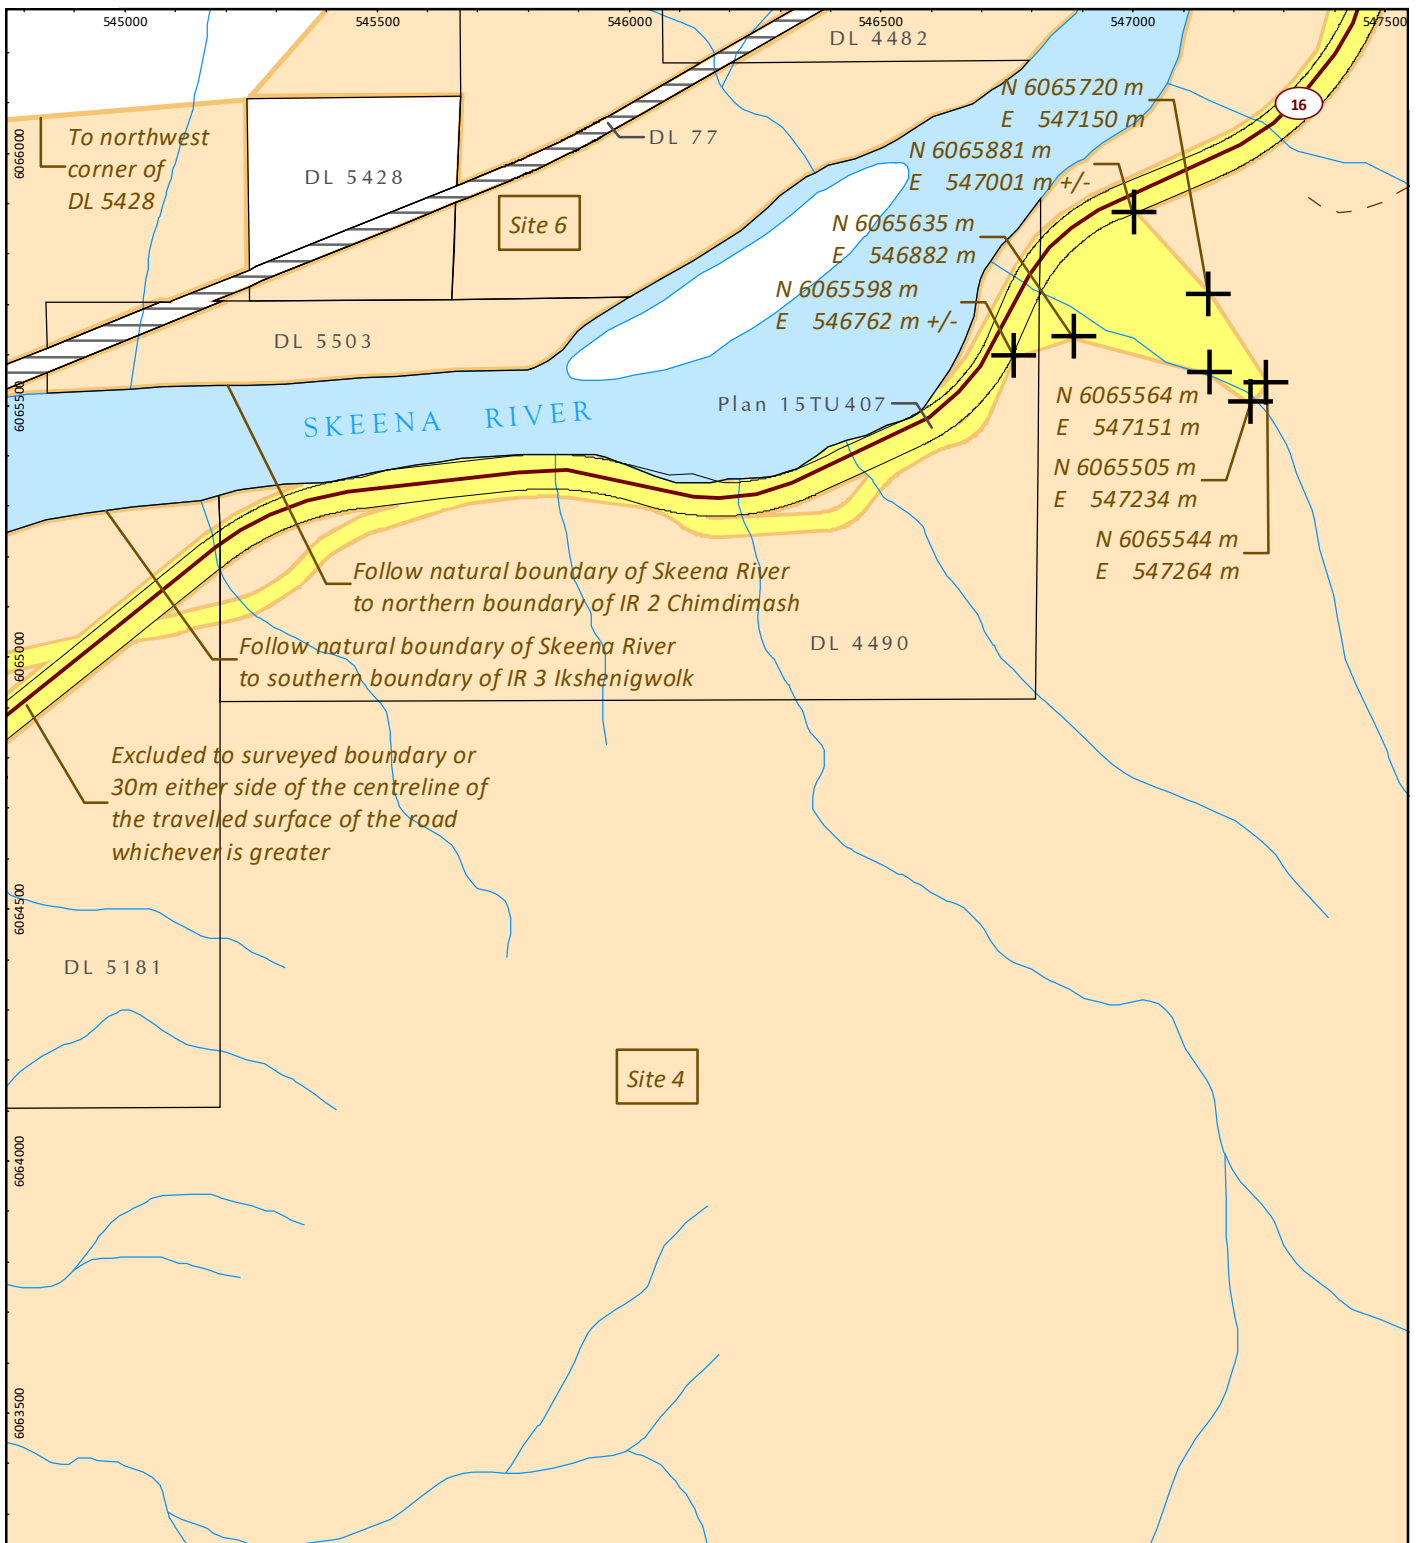 545000
545500
546000
546500
547000
547500
DL 4482
N 6065720 m
E 547150 m
16
To northwest
corner of
DL 5428
DL 77
6066000
N 6065881 m
E 547001 m +/-
DL 5428
Site 6
N 6065635 m
E 546882 m
N 6065598 m
E 546762 m +/-
DL 5503
6065500
SKEENA RIVER
Plan 15TU407
N 6065564 m
E 547151 m
N 6065505 m
E 547234 m
N 6065544 m
E 547264 m
Follow natural boundary of Skeena River
to northern boundary of IR 2 Chimdimash
6065000
Follow natural boundary of Skeena River
to southern boundary of IR 3 Ikshenigwolk
DL 4490
Excluded to surveyed boundary or
30m either side of the centreline of
the travelled surface of the road
whichever is greater
6064500
DL 5181
Site 4
6064000
6063500